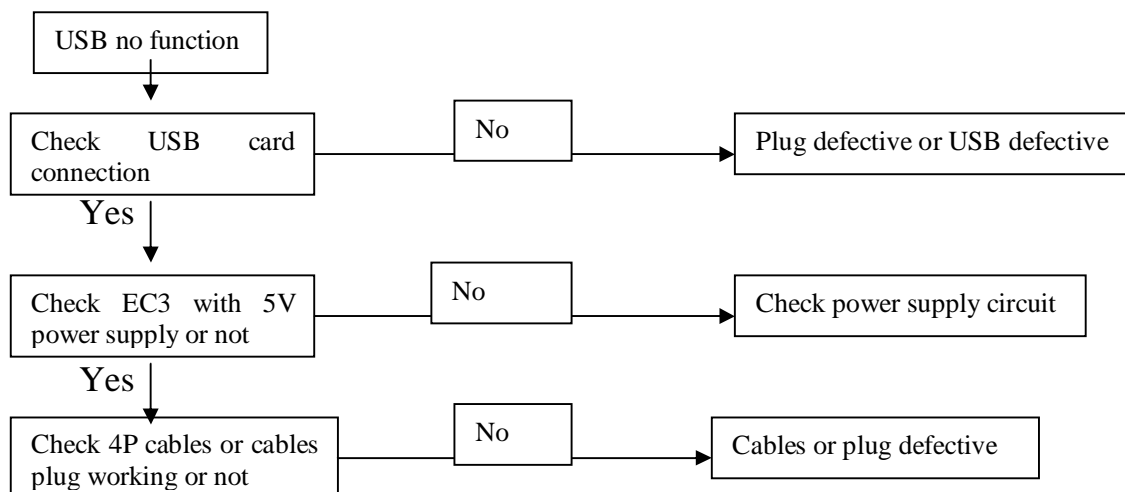 USB no function
Check USB card
connection
No
Plug defective or USB defective
Yes
Check EC3 with 5V
power supply or not
No
Check power supply circuit
Yes
Check 4P cables or cables
plug working or not
No
Cables or plug defective